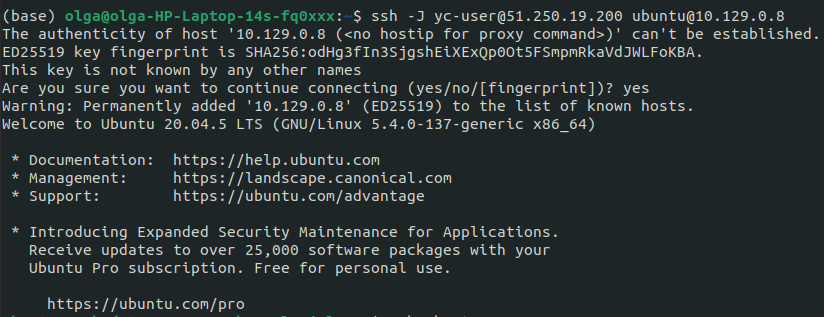 (base) olga@olga-HP-Laptop-14s-fq0xxx:~$ ssh -J yc-user@51.250.19.200 ubuntu@10.129.0.8
The authenticity of host '10.129.0.8 (<no hostip for proxy command>)' can't be established.
ED25519 key fingerprint is SHA256:odHg3fIn3SjgshEiXExQp0Ot5FSmpmRkaVdJWLFoKBA.
This key is not known by any other names
Are you sure you want to continue connecting (yes/no/[fingerprint])? yes
Warning: Permanently added '10.129.0.8' (ED25519) to the list of known hosts.
Welcome to Ubuntu 20.04.5 LTS (GNU/Linux 5.4.0-137-generic x86_64)
* Documentation:  https://help.ubuntu.com
* Management:     https://landscape.canonical.com
* Support:        https://ubuntu.com/advantage
* Introducing Expanded Security Maintenance for Applications.
Receive updates to over 25,000 software packages with your
Ubuntu Pro subscription. Free for personal use.
https://ubuntu.com/pro